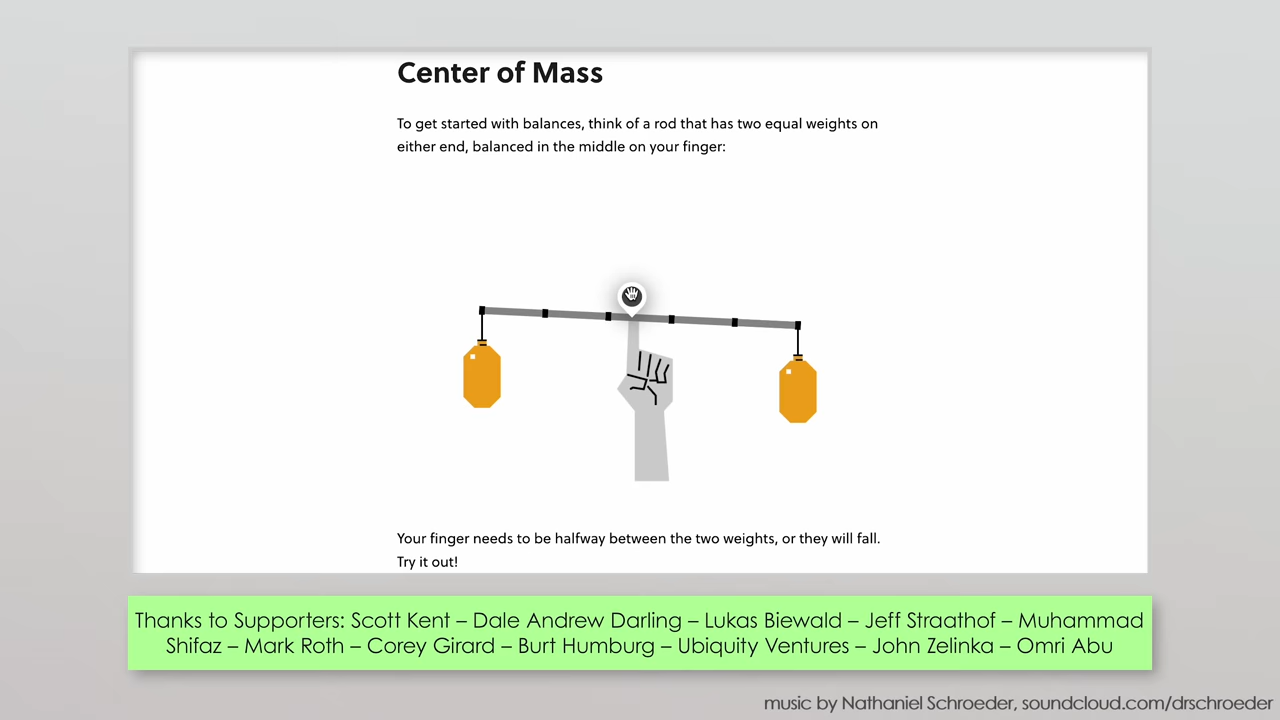 Center of Mass
To get started with balances, think of a rod that has two equal weights on
either end, balanced in the middle on your finger:
Your finger needs to be halfway between the two weights, or they will fall.
Try it out!
Thanks to Supporters: Scott Kent – Dale Andrew Darling – Lukas Biewald – Jeff Straathof – Muhammad
Shifaz – Mark Roth – Corey Girard – Burt Humburg – Ubiquity Ventures – John Zelinka – Omri Abu
music by Nathaniel Schroeder, soundcloud.com/drschroeder